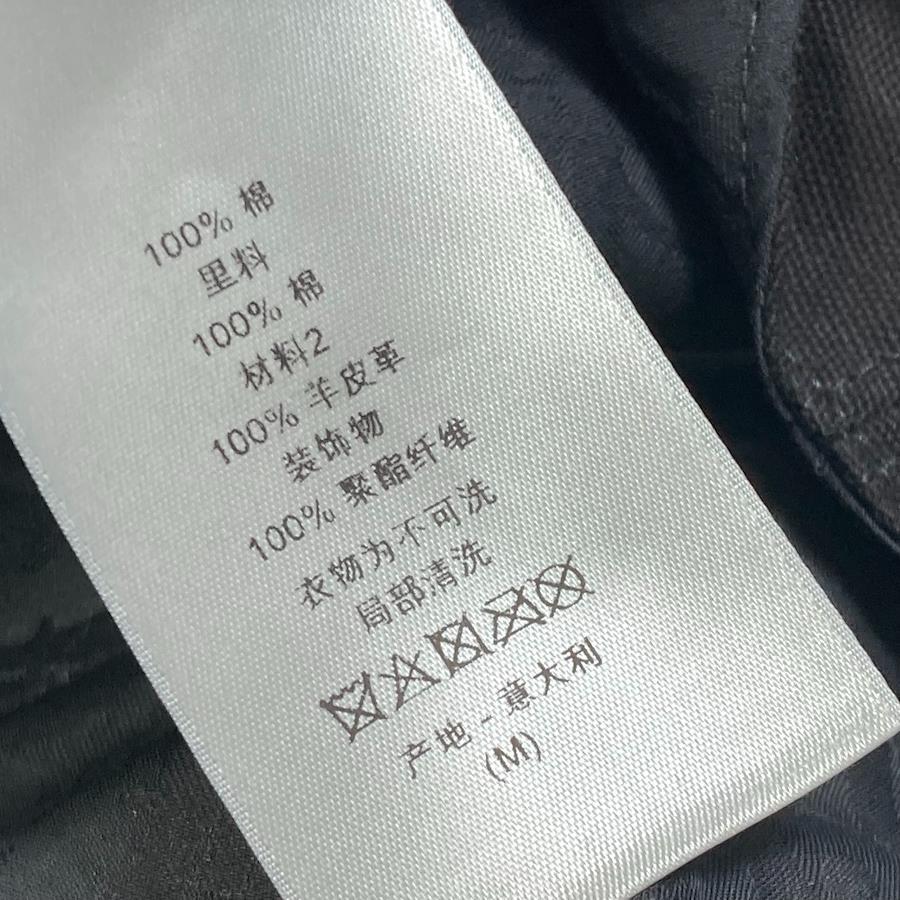 100% 棉
里料
100% 棉
材料2
100% 羊皮革
装饰物
100% 聚酯纤维
衣物为不可洗
局部清洗
产地 - 意大利
(M)